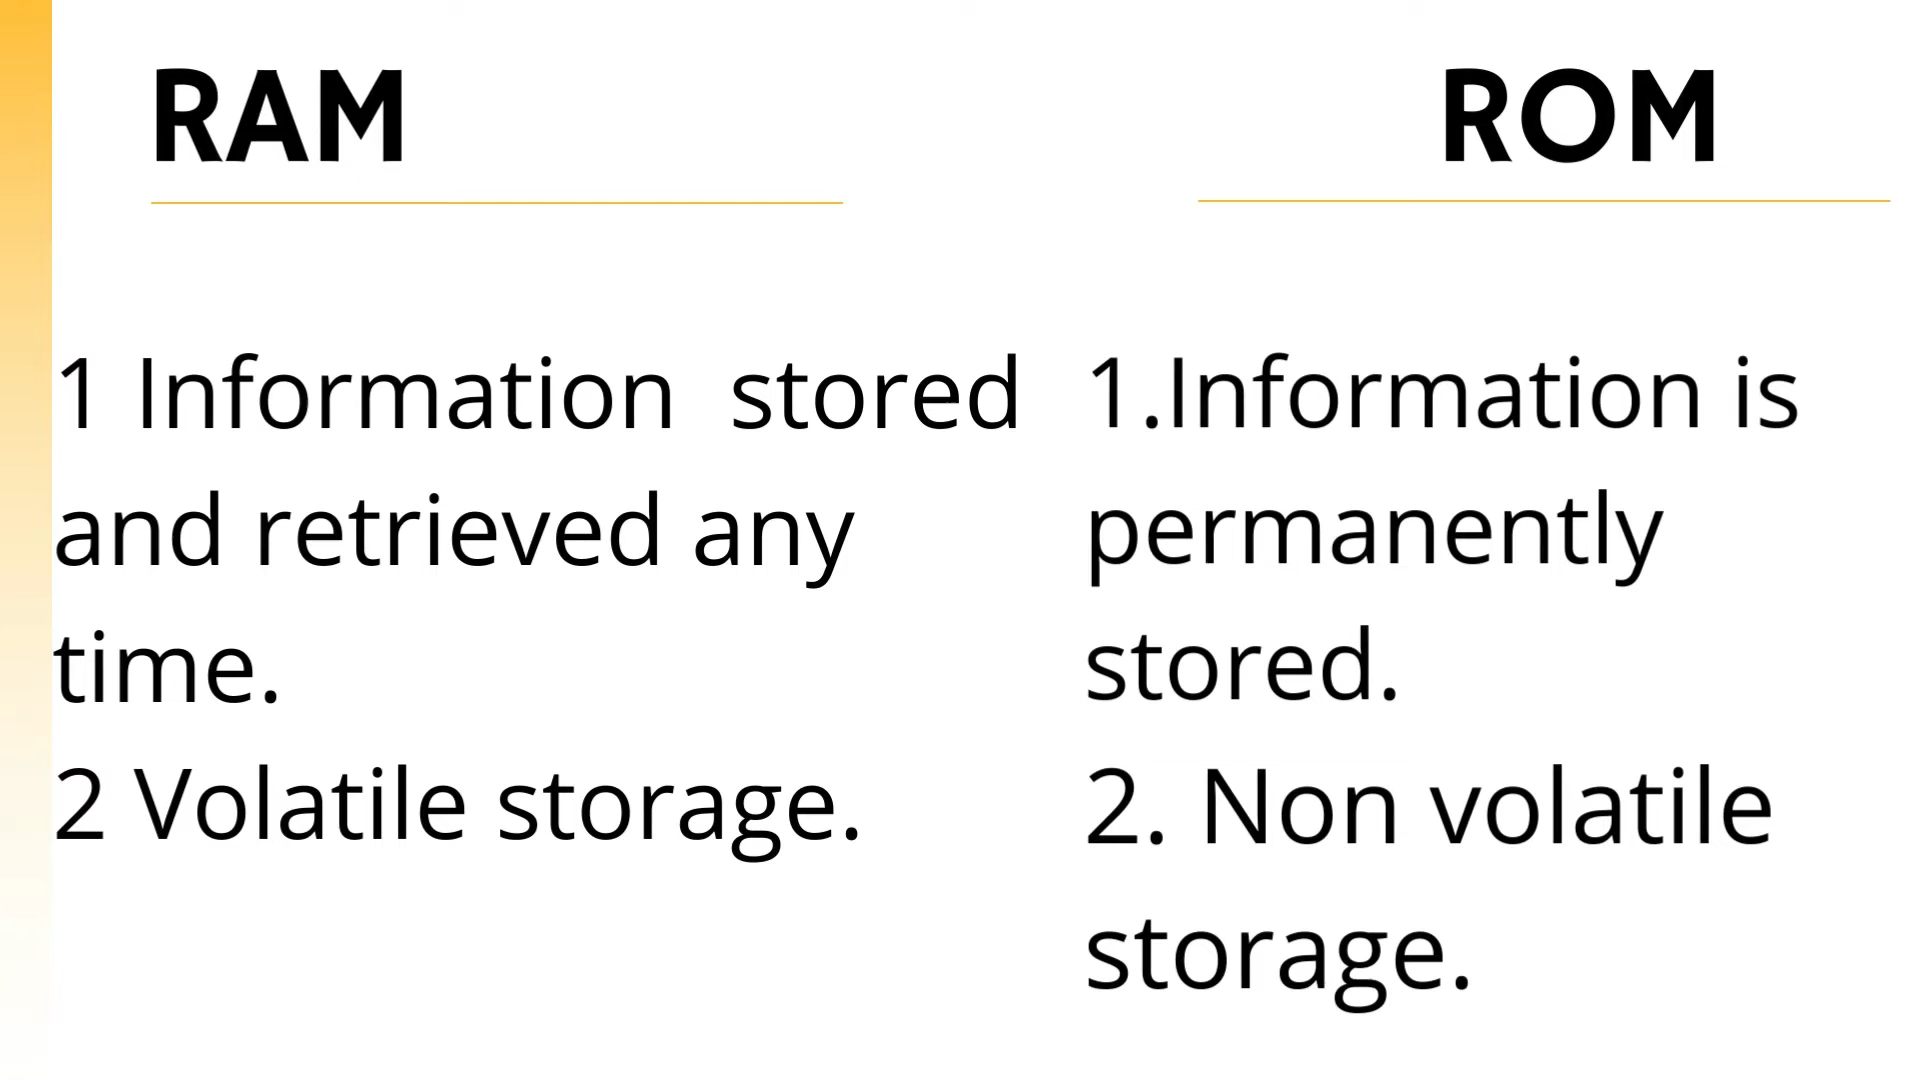 RAM
1 Information  stored
and retrieved any
time.
2 Volatile storage.
ROM
1.Information is
permanently
stored.
2. Non volatile
storage.